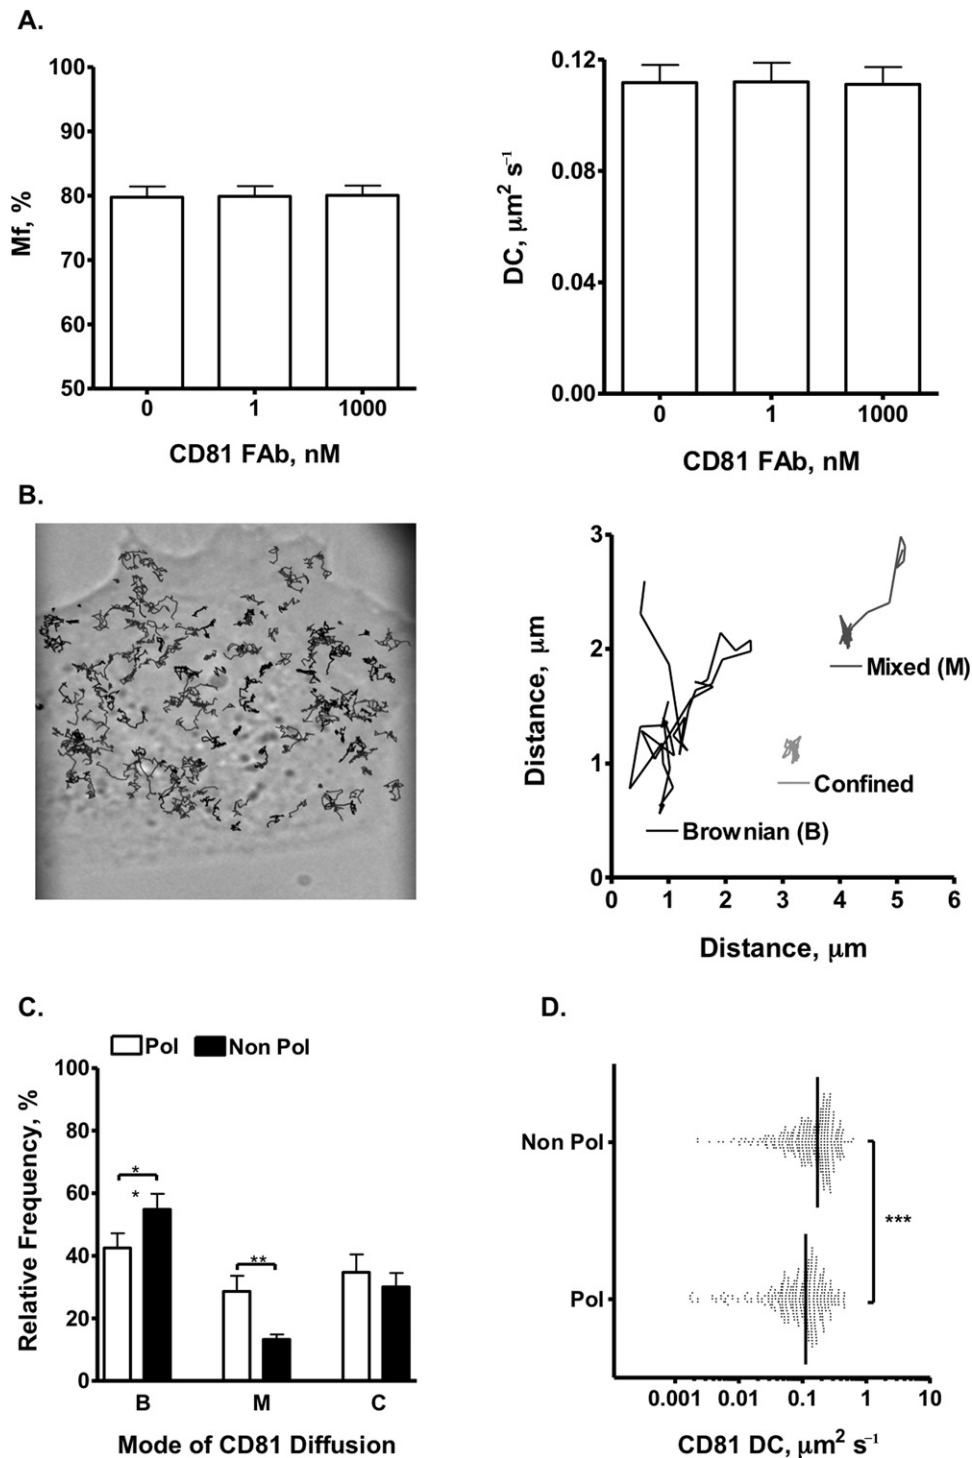 A.
100
90
80
70
60
50
Mf, %
0 1 1000
CD81 FAb, nM
0.12
0.08
0.04
0.00
DC, μm² s⁻¹
0 1 1000
CD81 FAb, nM
B.
3
2
1
0
Distance, μm
Mixed (M)
Confined
Brownian (B)
0 1 2 3 4 5 6
Distance, μm
C.
Pol Non Pol
100
80
60
40
20
0
Relative Frequency, %
*
*
**
B M C
Mode of CD81 Diffusion
D.
Non Pol
***
Pol
0.001 0.01 0.1 1 10
CD81 DC, μm² s⁻¹